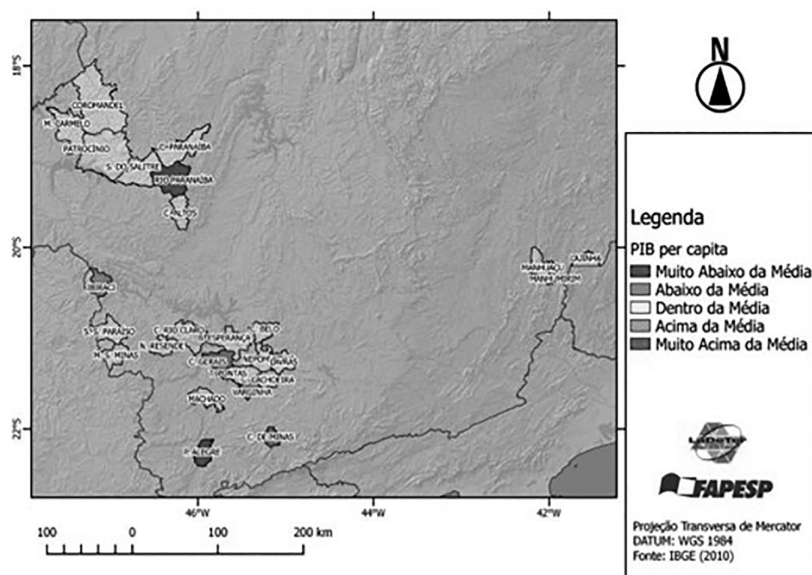 N
18°S
COROMANDEL
M. CARMELO
PATROCÍNIO
C. PARANAÍBA
S. DO SALITRE
RIO PARANAÍBA
C. ALTOS
20°S
MANHUAÇU
MANHUMIRIM
LAJINHA
IBIRACI
S. S. PARAÍSO
C. RIO CLARO
C. BELO
B. ESPERANÇA
M. S. MINAS
N. RESENDE
C. GERAIS
NEPOM
LAVRAS
T. PONTAS
C. CACHOEIRA
VARGINHA
MACHADO
22°S
P. ALEGRE
C. DE MINAS
46°W
44°W
42°W
100
0
100
200 km
Legenda
PIB per capita
Muito Abaixo da Média
Abaixo da Média
Dentro da Média
Acima da Média
Muito Acima da Média
LaDeTer
FAPESP
Projeção Transversa de Mercator
DATUM: WGS 1984
Fonte: IBGE (2010)